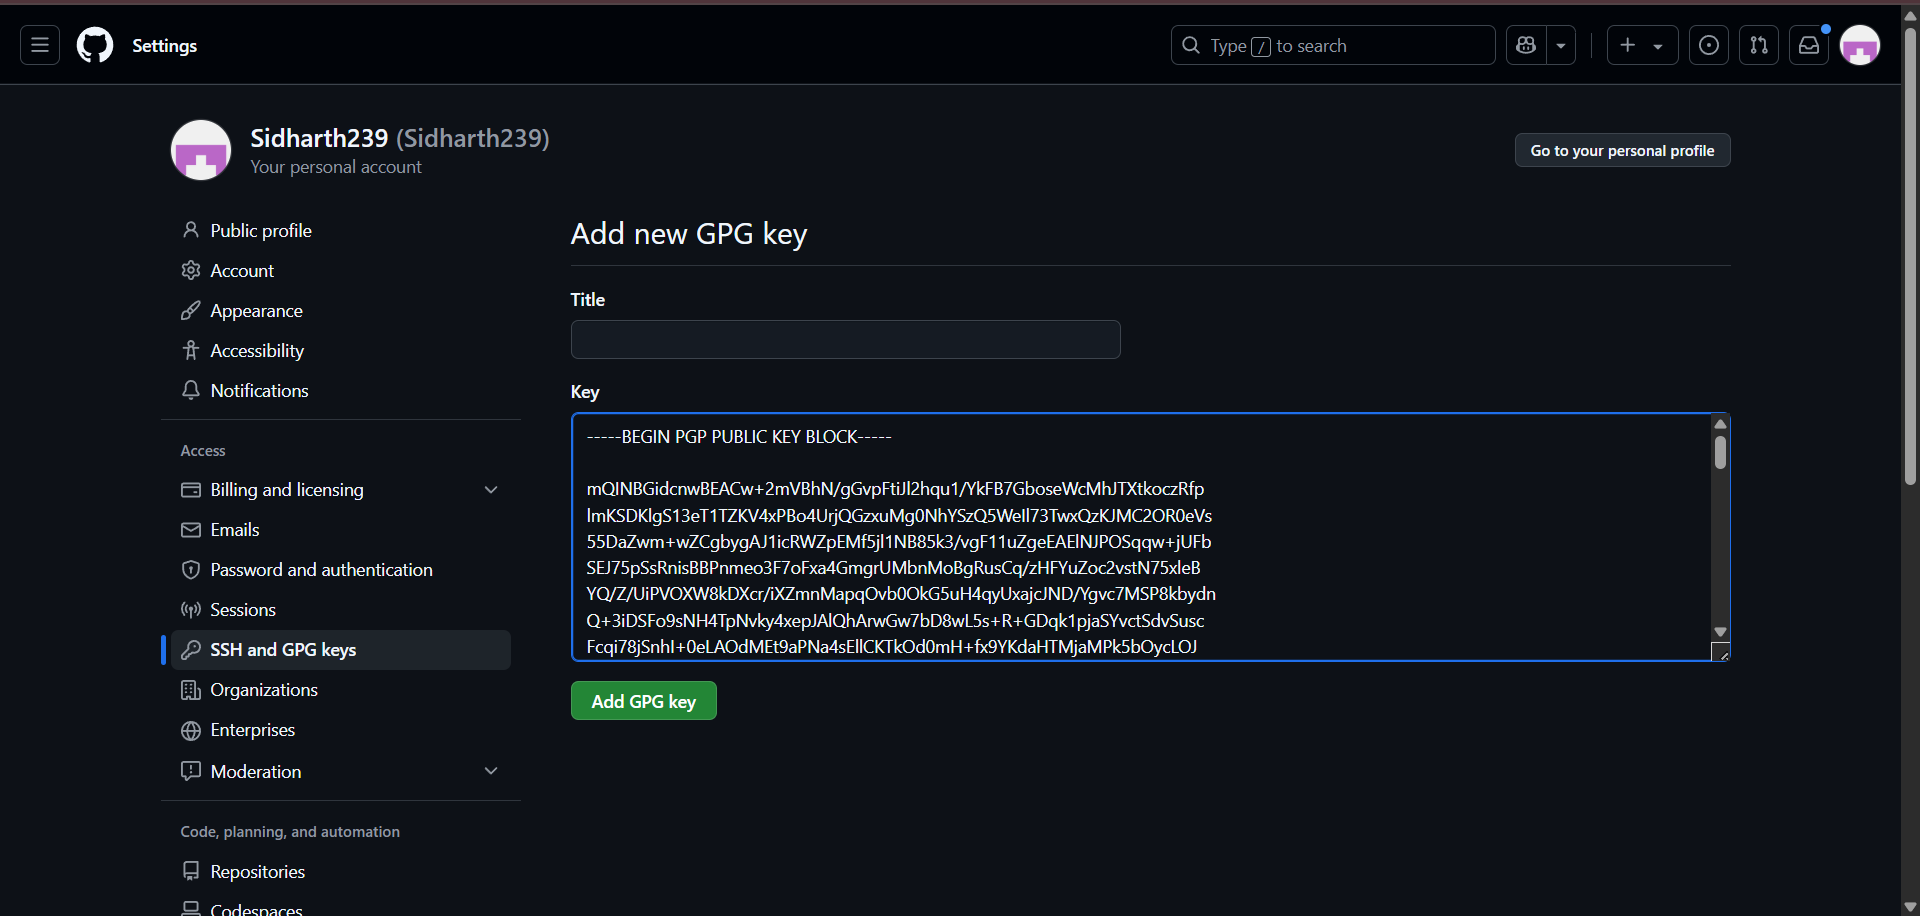 Settings
Type / to search
Sidharth239 (Sidharth239)
Your personal account
Go to your personal profile
Public profile
Account
Appearance
Accessibility
Notifications
Access
Billing and licensing
Emails
Password and authentication
Sessions
SSH and GPG keys
Organizations
Enterprises
Moderation
Code, planning, and automation
Repositories
Codespaces
Add new GPG key
Title
Key
-----BEGIN PGP PUBLIC KEY BLOCK-----
mQINBGidcnwBEACw+2mVBhN/gGvpFtiJl2hqu1/YkFB7GboseWcMhJTXtkoczRfp
lmKSDKlgS13eT1TZKV4xPBo4UrjQGzxuMg0NhYSzQ5WeIl73TwxQzKJMC2OR0eVs
55DaZwm+wZCgbygAJ1icRWZpEMf5jl1NB85k3/vgF11uZgeEAElNJPOSqqw+jUFb
SEJ75pSsRnisBBPnmeo3F7oFxa4GmgrUMbnMoBgRusCq/zHFYuZoc2vstN75xleB
YQ/Z/UiPVOXW8kDXcr/iXZmnMapqOvb0OkG5uH4qyUxajcJND/Ygvc7MSP8kbydn
Q+3iDSFo9sNH4TpNvky4xepJAlQhArwGw7bD8wL5s+R+GDqk1pjaSYvctSdvSusc
Fcqi78jSnhI+0eLAOdMEt9aPNa4sEllCKTkOd0mH+fx9YKdaHTMjaMPk5bOycLOJ
Add GPG key